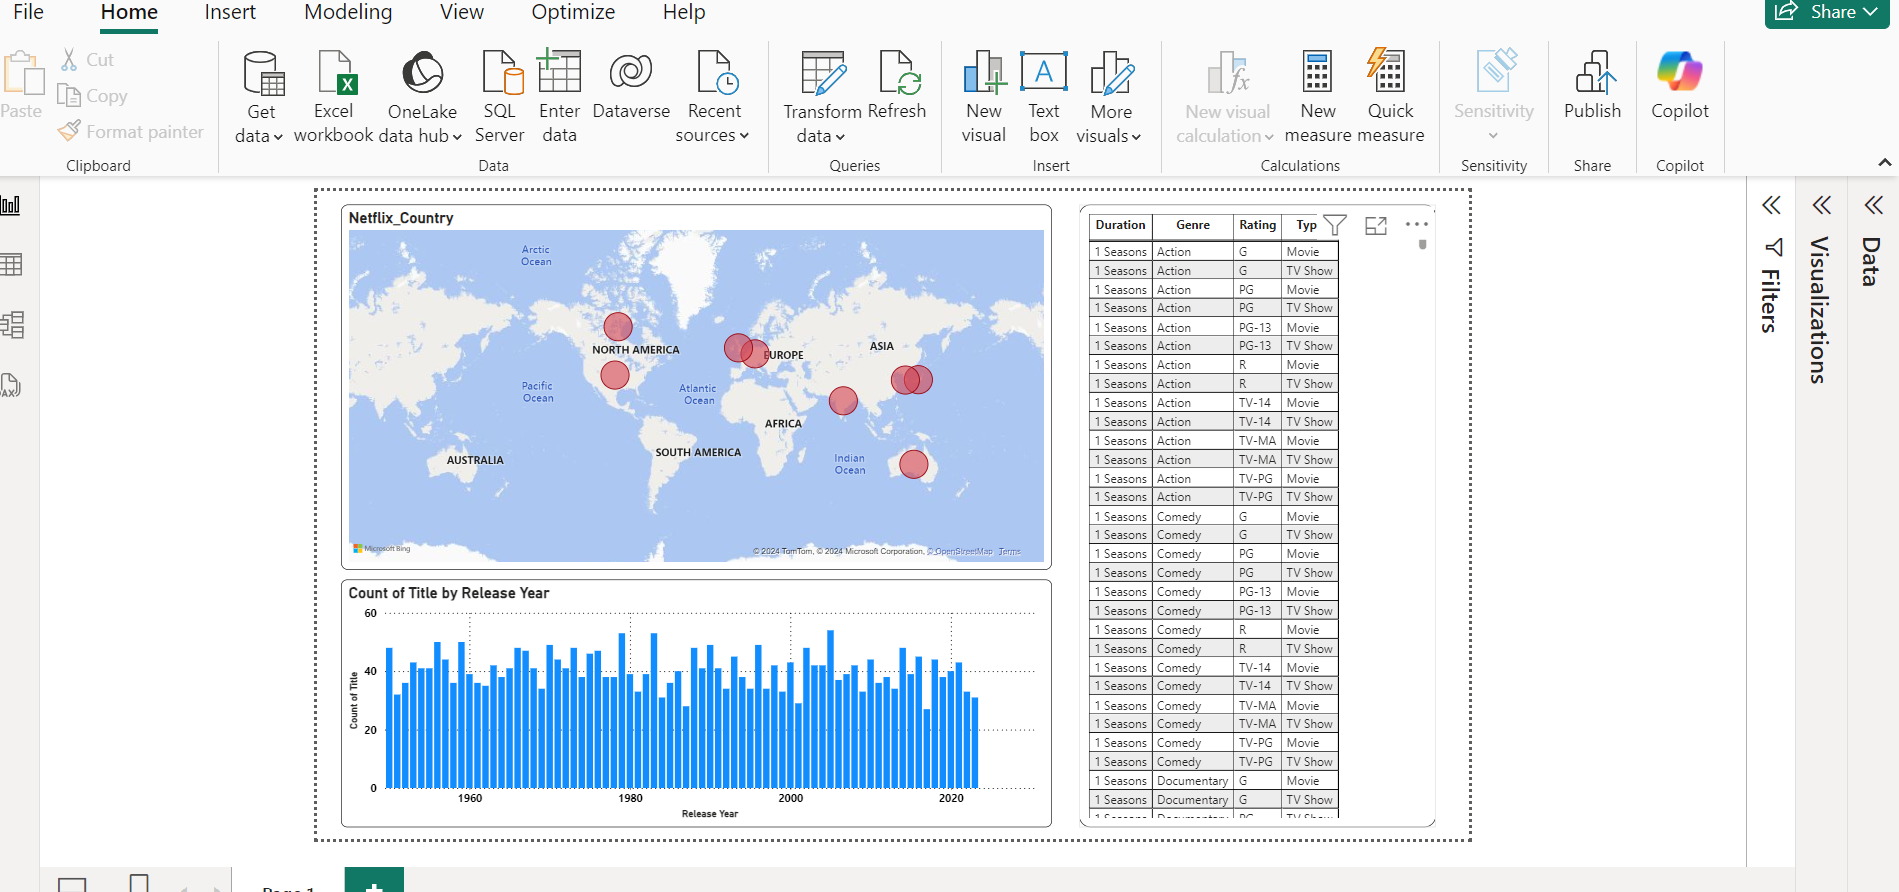 File Home Insert Modeling View Optimize Help Share
Paste
Cut
Copy
Format painter
Clipboard
Get data
Excel workbook
OneLake data hub
SQL Server
Enter data
Dataverse
Recent sources
Data
Transform data
Refresh
Queries
New visual
Text box
A
More visuals
Insert
New visual calculation
New measure
Quick measure
Calculations
Sensitivity
Sensitivity
Publish
Share
Copilot
Copilot
Netflix_Country
Arctic
Ocean
NORTH AMERICA
EUROPE
ASIA
Pacific
Ocean
Atlantic
Ocean
AFRICA
SOUTH AMERICA
AUSTRALIA
Indian
Ocean
Microsoft Bing
© 2024 TomTom, © 2024 Microsoft Corporation, © OpenStreetMap Terms
Count of Title by Release Year
Count of Title
60
40
20
0
1960 1980 2000 2020
Release Year
Duration Genre Rating Typ
1 Seasons Action G Movie
1 Seasons Action G TV Show
1 Seasons Action PG Movie
1 Seasons Action PG TV Show
1 Seasons Action PG-13 Movie
1 Seasons Action PG-13 TV Show
1 Seasons Action R Movie
1 Seasons Action R TV Show
1 Seasons Action TV-14 Movie
1 Seasons Action TV-14 TV Show
1 Seasons Action TV-MA Movie
1 Seasons Action TV-MA TV Show
1 Seasons Action TV-PG Movie
1 Seasons Action TV-PG TV Show
1 Seasons Comedy G Movie
1 Seasons Comedy G TV Show
1 Seasons Comedy PG Movie
1 Seasons Comedy PG TV Show
1 Seasons Comedy PG-13 Movie
1 Seasons Comedy PG-13 TV Show
1 Seasons Comedy R Movie
1 Seasons Comedy R TV Show
1 Seasons Comedy TV-14 Movie
1 Seasons Comedy TV-14 TV Show
1 Seasons Comedy TV-MA Movie
1 Seasons Comedy TV-MA TV Show
1 Seasons Comedy TV-PG Movie
1 Seasons Comedy TV-PG TV Show
1 Seasons Documentary G Movie
1 Seasons Documentary G TV Show
Filters
Visualizations
Data